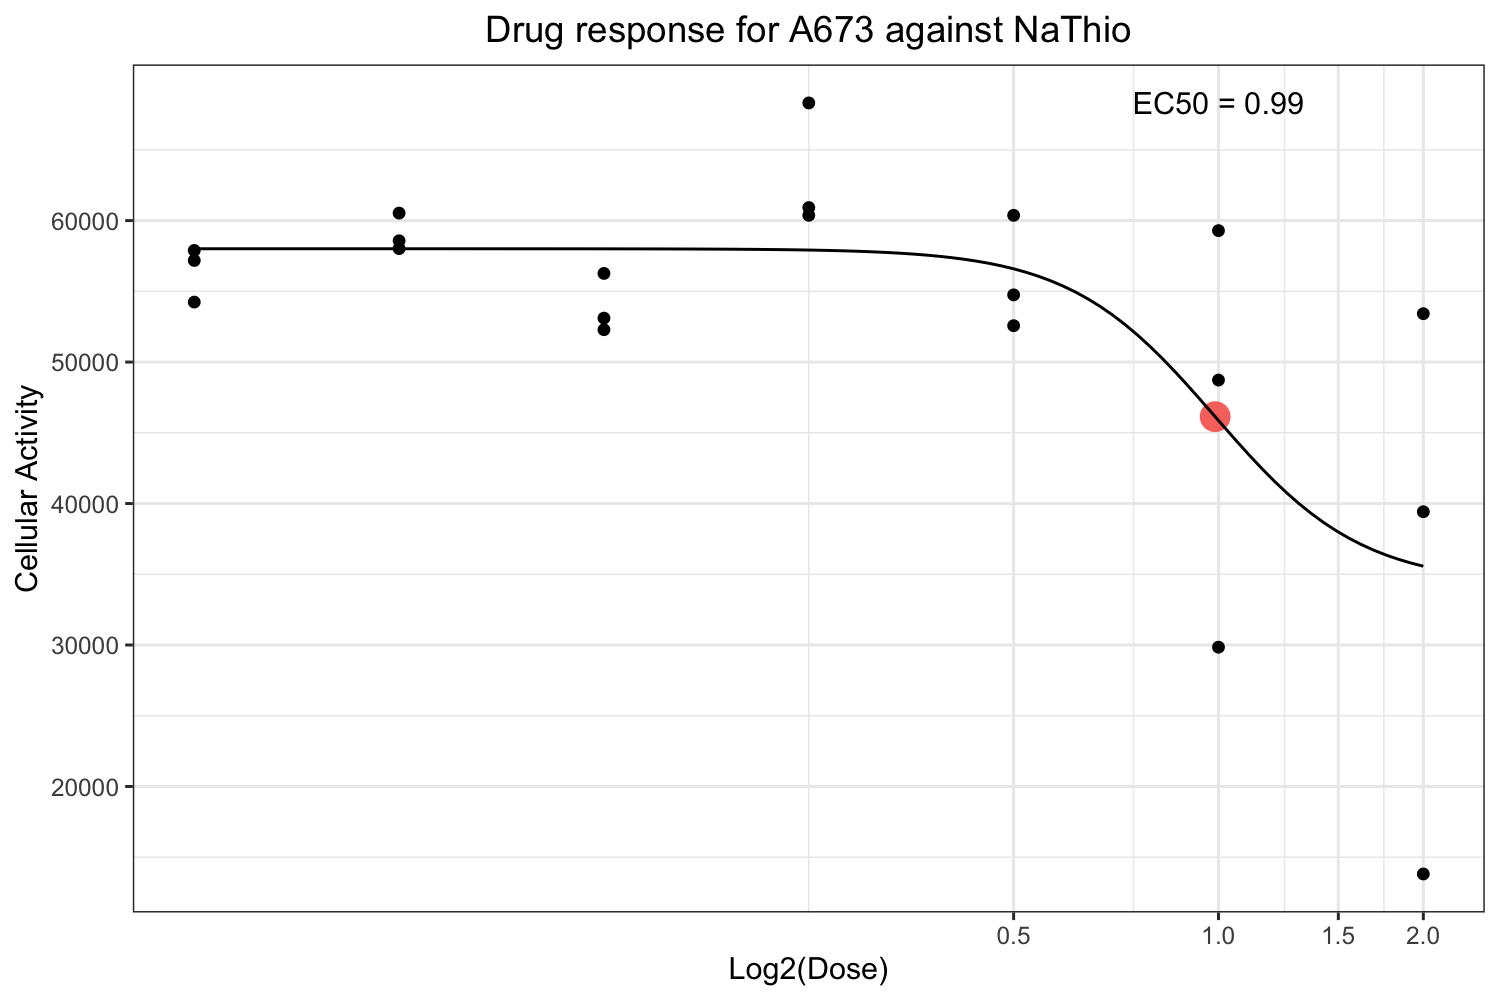 Drug response for A673 against NaThio
EC50 = 0.99
60000
50000
40000
30000
20000
Cellular Activity
0.5 1.0 1.5 2.0
Log2(Dose)